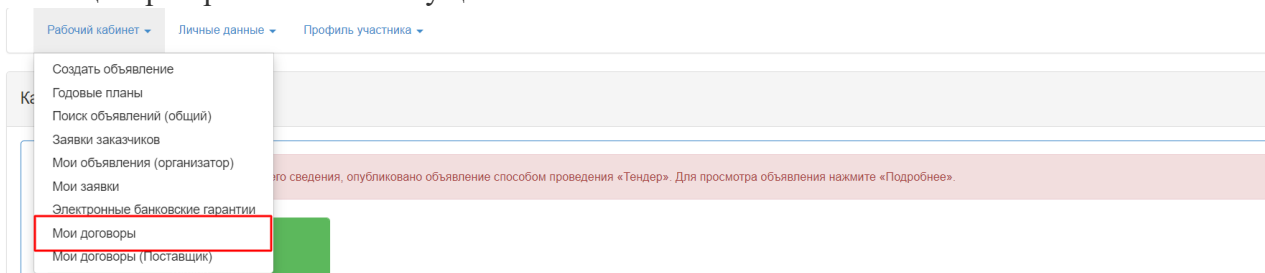 Рабочий кабинет Личные данные Профиль участника
Создать объявление
Годовые планы
Поиск объявлений (общий)
Заявки заказчиков
Мои объявления (организатор)
сведения, опубликовано объявление способом проведения «Тендер». Для просмотра объявления нажмите «Подробнее».
Мои заявки
Электронные банковские гарантии
Мои договоры
Мои договоры (Поставщик)